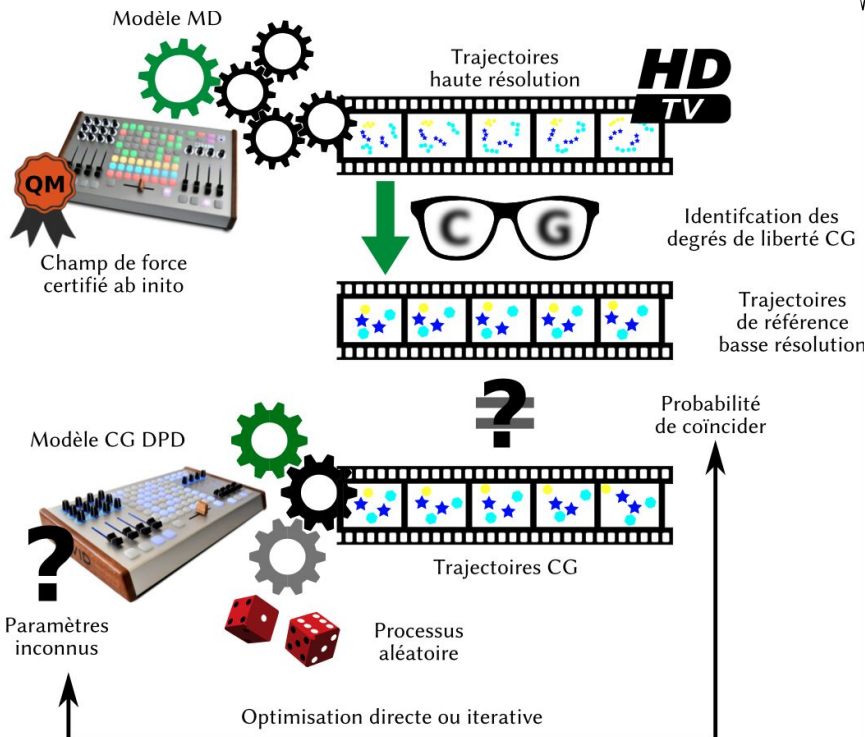 Modèle MD
Trajectoires
haute résolution
HD
TV
QM
Champ de force
certifié ab inito
C G
Identifcation des
degrés de liberté CG
Trajectoires
de référence
basse résolution
?
Probabilité
de coïncider
Modèle CG DPD
?
Trajectoires CG
Paramètres
inconnus
Processus
aléatoire
Optimisation directe ou iterative